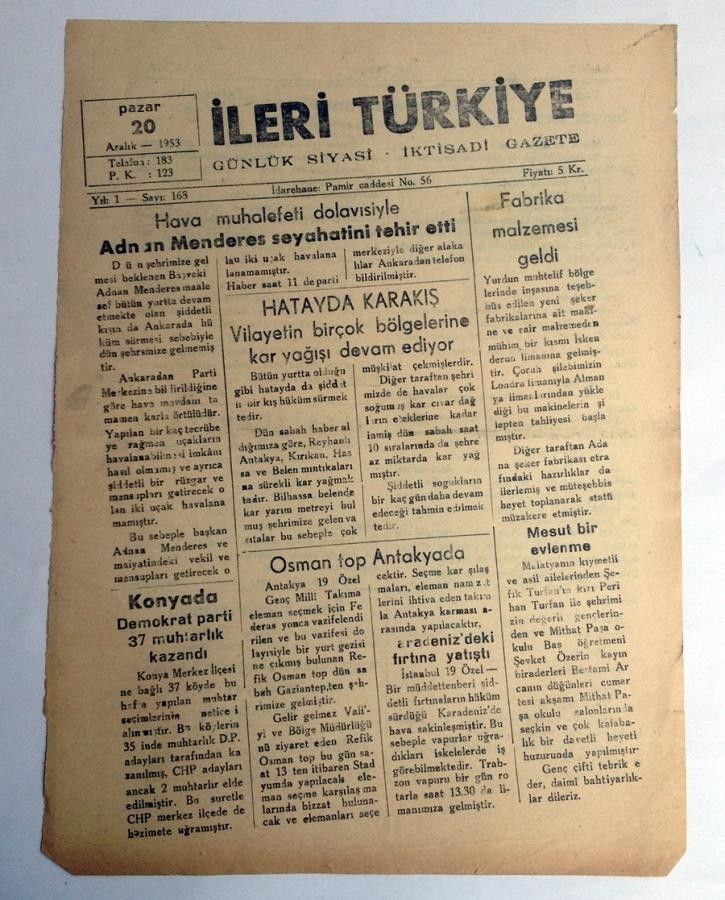 pazar
20
Aralık — 1953
Telefon: 183
P. K. : 123
İLERİ TÜRKİYE
GÜNLÜK SİYASÎ - İKTİSADİ GAZETE
Yıl: 1 — Sayı: 168
İdarehane: Pamir caddesi No. 56
Fiyatı: 5 Kr.
Hava muhalefeti dolayısiyle
Adnan Menderes seyahatini tehir etti
Dün şehrimize gel
mesi beklenen Başveki
Adnan Menderes maale
sef bütün yurtta devam
etmekte olan şiddetli
kışın da Ankarada hü
küm sürmesi sebebiyle
dün şehrsmize gelmemiş
tir.
Ankaradan Parti
Merkezine bildirildiğine
göre hava meydanı ta
mamen karla örtülüdür.
Yapılan bir kaç tecrübe
ye rağmen uçakların
havalanabilmesi imkânı
hasıl olmamış ve ayrıca
şiddetli bir rüzgar ve
mensupları getirecek o
lan iki uçak havalana
mamıştır.
Bu sebeple başkan
Adnan Menderes ve
maiyatindeki vekil ve
mensupları getirecek o
lau iki uçak havalana
lanamamıştır.
Haber saat 11 de parti
merkeziyle diğer alaka
lılar Ankaradan telefon
bildirilmiştir.
HATAYDA KARAKIŞ
Vilayetin birçok bölgelerine
kar yağışı devam ediyor
Bütün yurtta olduğu
gibi hatayda da şiddet
li bir kış hüküm sürmek
tedir.
Dün sabah haber al
dığımıza göre, Reyhanlı
Antakya, Kırıkan, Has
sa ve Belen mıntıkaları
na sürekli kar yağmak
tadır. Bilhassa belende
kar yarım metreyi bul
muş şehrimize gelen va
sıtalar bu sebeple çok
müşkilat çekmişlerdir.
Diğer taraftan şehri
mizde de havalar çok
soğumuş kar civar dağ
ların eteklerine kadar
inmiş dün sabah saat
10 sıralarında da şehre
az miktarda kar yağ
mıştır.
Şiddetli sogukların
bir kaç gün daha devam
edeceği tahmin edilmek
tedir.
Fabrika
malzemesi
geldi
Yurdun muhtelif bölge
lerinde inşasına teşeb-
büs edilen yeni şeker
fabrikalarına ait maki-
ne ve sair malzemeden
mühim bir kısmı İsken
derun limanına gelmiş-
tir. Çoruh şilebimizin
Londra limanıyla Alman
ya limanlarından yükle
diği bu makinelerin şi
lepten tahliyesi başla
mıştır.
Diğer taraftan Ada
na şeker fabrikası etra
fındaki hazırlıklar da
ilerlemiş ve müteşebbis
heyet toplanarak statü
müzakere etmiştir.
Mesut bir
evlenme
Malatyanın kıymetli
ve asil ailelerinden Şe-
fik Turfan'ın kızı Peri
han Turfan ile şehrimi
zin değerli gençlerin-
den ve Mithat Paşa o-
kulu Baş öğretmeni
Şevket Özerin kayın
biraderleri Bestami Ar
canın düğünleri cumar
tesi akşamı Mithat Pa-
şa okulu salonlarında
seçkin ve çok kalaba-
lık bir davetli heyeti
huzurunda yapılmıştır-
Genç çifti tebrik e
der, daimî bahtiyarlık-
lar dileriz.
Konyada
Demokrat parti
37 muhtarlık
kazandı
Konya Merkez İlçesi
ne bağlı 37 köyde bu
hafta yapılan muhtar
seçimlerinin netice i
alınmıştır. Bu köylerin
35 inde muhtarlık D.P.
adayları tarafından ka
zanılmış, CHP adayları
ancak 2 muhtarlır elde
edilmiştir. Bu suretle
CHP merkez ilçede de
hezimete uğramıştır.
Osman top Antakyada
Antakya 19 Özel
Genç Milli Takıma
eleman seçmek için Fe
deras yonca vazifelendi
rilen ve bu vazifesi do
layısiyle bir yurt gezisi
ne çıkmış bulunan Re-
fik Osman top dün sa
bah Gaziantep,ten şeh-
rimize gelmiştir.
Gelir gelmez Vali'-
yi ve Bölge Müdürlüğü
nü ziyaret eden Refik
Osman top bu gün sa-
at 13 ten itibaren Stad
yumda yapılacak ele-
man seçme karşılaşma
larında bizzat buluna-
cak ve elemanları seçe
cektir. Seçme kar şılaş
maları, eleman namzet
lerini ihtiva eden takım
la Antakya karması a-
rasında yapılacaktır,
aradeniz'deki
fırtına yatıştı
İstanbul 19 Özel —
Bir müddettenberi şid-
detli fırtınaların hüküm
sürdüğü Karadeniz'de
hava sakinleşmiştir. Bu
sebeple vapurlar uğra-
dıkları iskelelerde iş
görebilmektedir. Trab-
zon vapuru bir gün ro
tarla saat 13.30 da li-
manımıza gelmiştir.